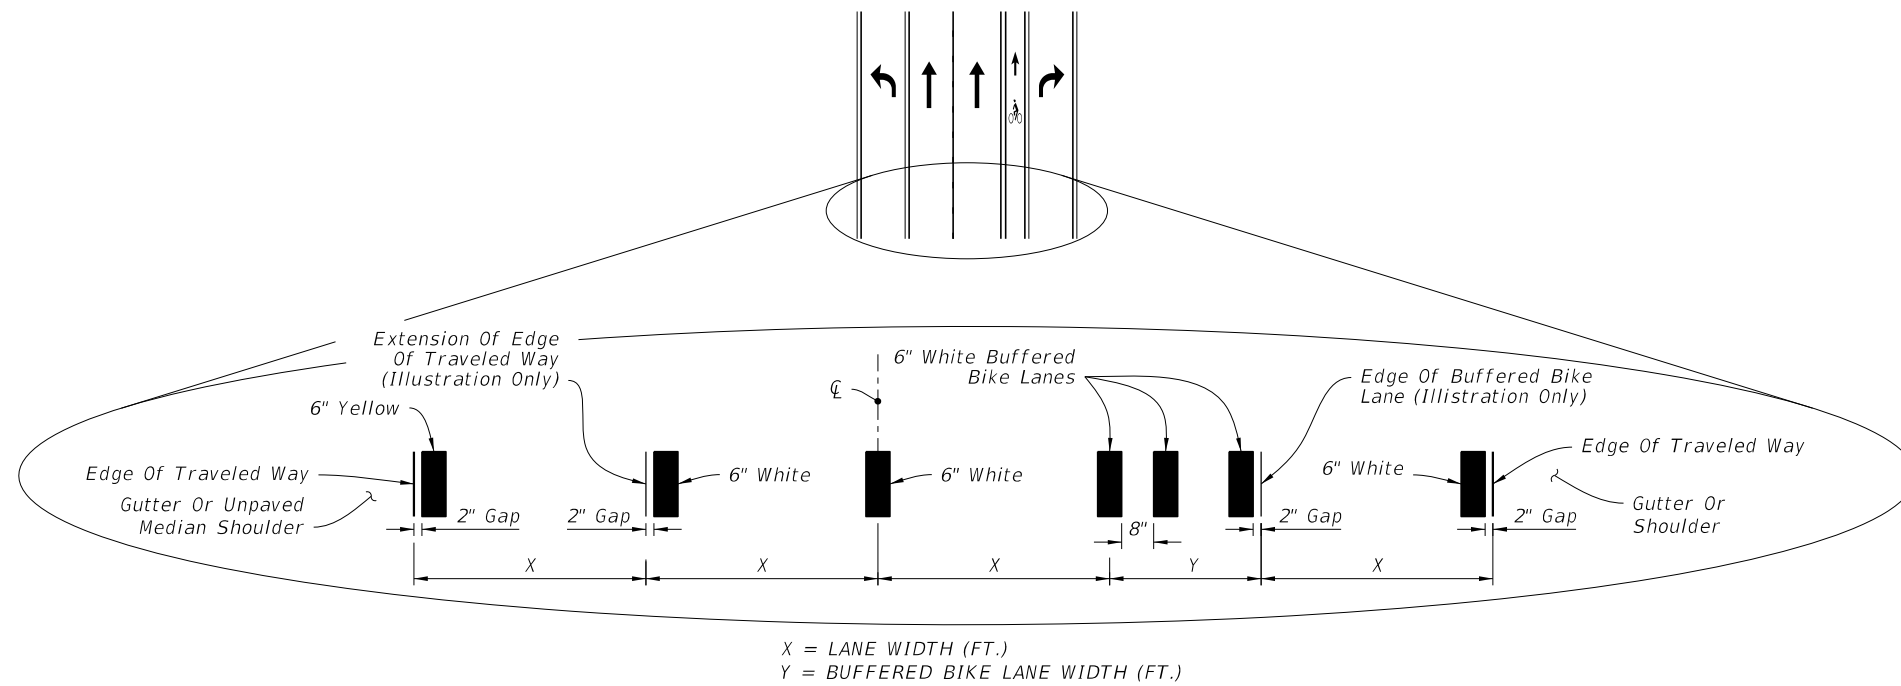 Extension Of Edge
Of Traveled Way
(Illustration Only)
6" Yellow
Edge Of Traveled Way
Gutter Or Unpaved
Median Shoulder
2" Gap
2" Gap
6" White
℄
6" White
6" White Buffered
Bike Lanes
8"
Edge Of Buffered Bike
Lane (Illistration Only)
2" Gap
6" White
Edge Of Traveled Way
Gutter Or
Shoulder
2" Gap
X
X
X
Y
X
X = LANE WIDTH (FT.)
Y = BUFFERED BIKE LANE WIDTH (FT.)